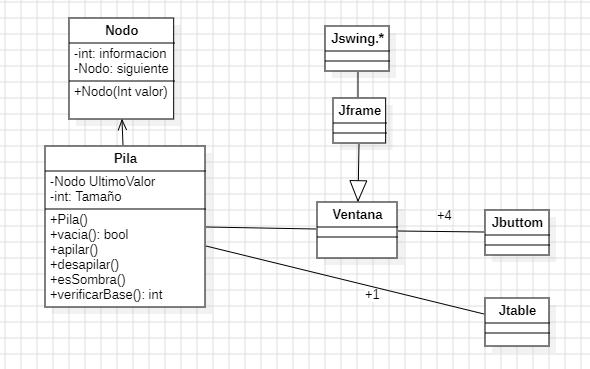 Nodo
-int: informacion
-Nodo: siguiente
+Nodo(Int valor)
Pila
-Nodo UltimoValor
-int: Tamaño
+Pila()
+vacia(): bool
+apilar()
+desapilar()
+esSombra()
+verificarBase(): int
Jswing.*
Jframe
Ventana
+4
Jbuttom
+1
Jtable